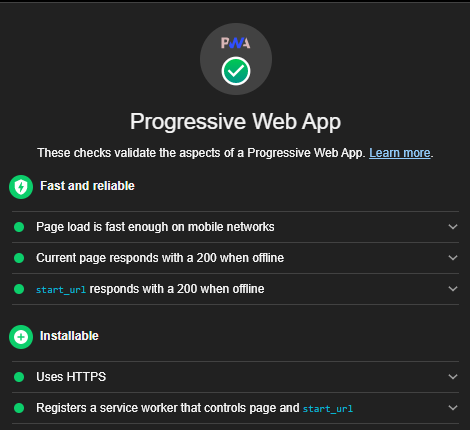 PWA
Progressive Web App
These checks validate the aspects of a Progressive Web App. Learn more.
Fast and reliable
Page load is fast enough on mobile networks
Current page responds with a 200 when offline
start_url responds with a 200 when offline
Installable
Uses HTTPS
Registers a service worker that controls page and start_url